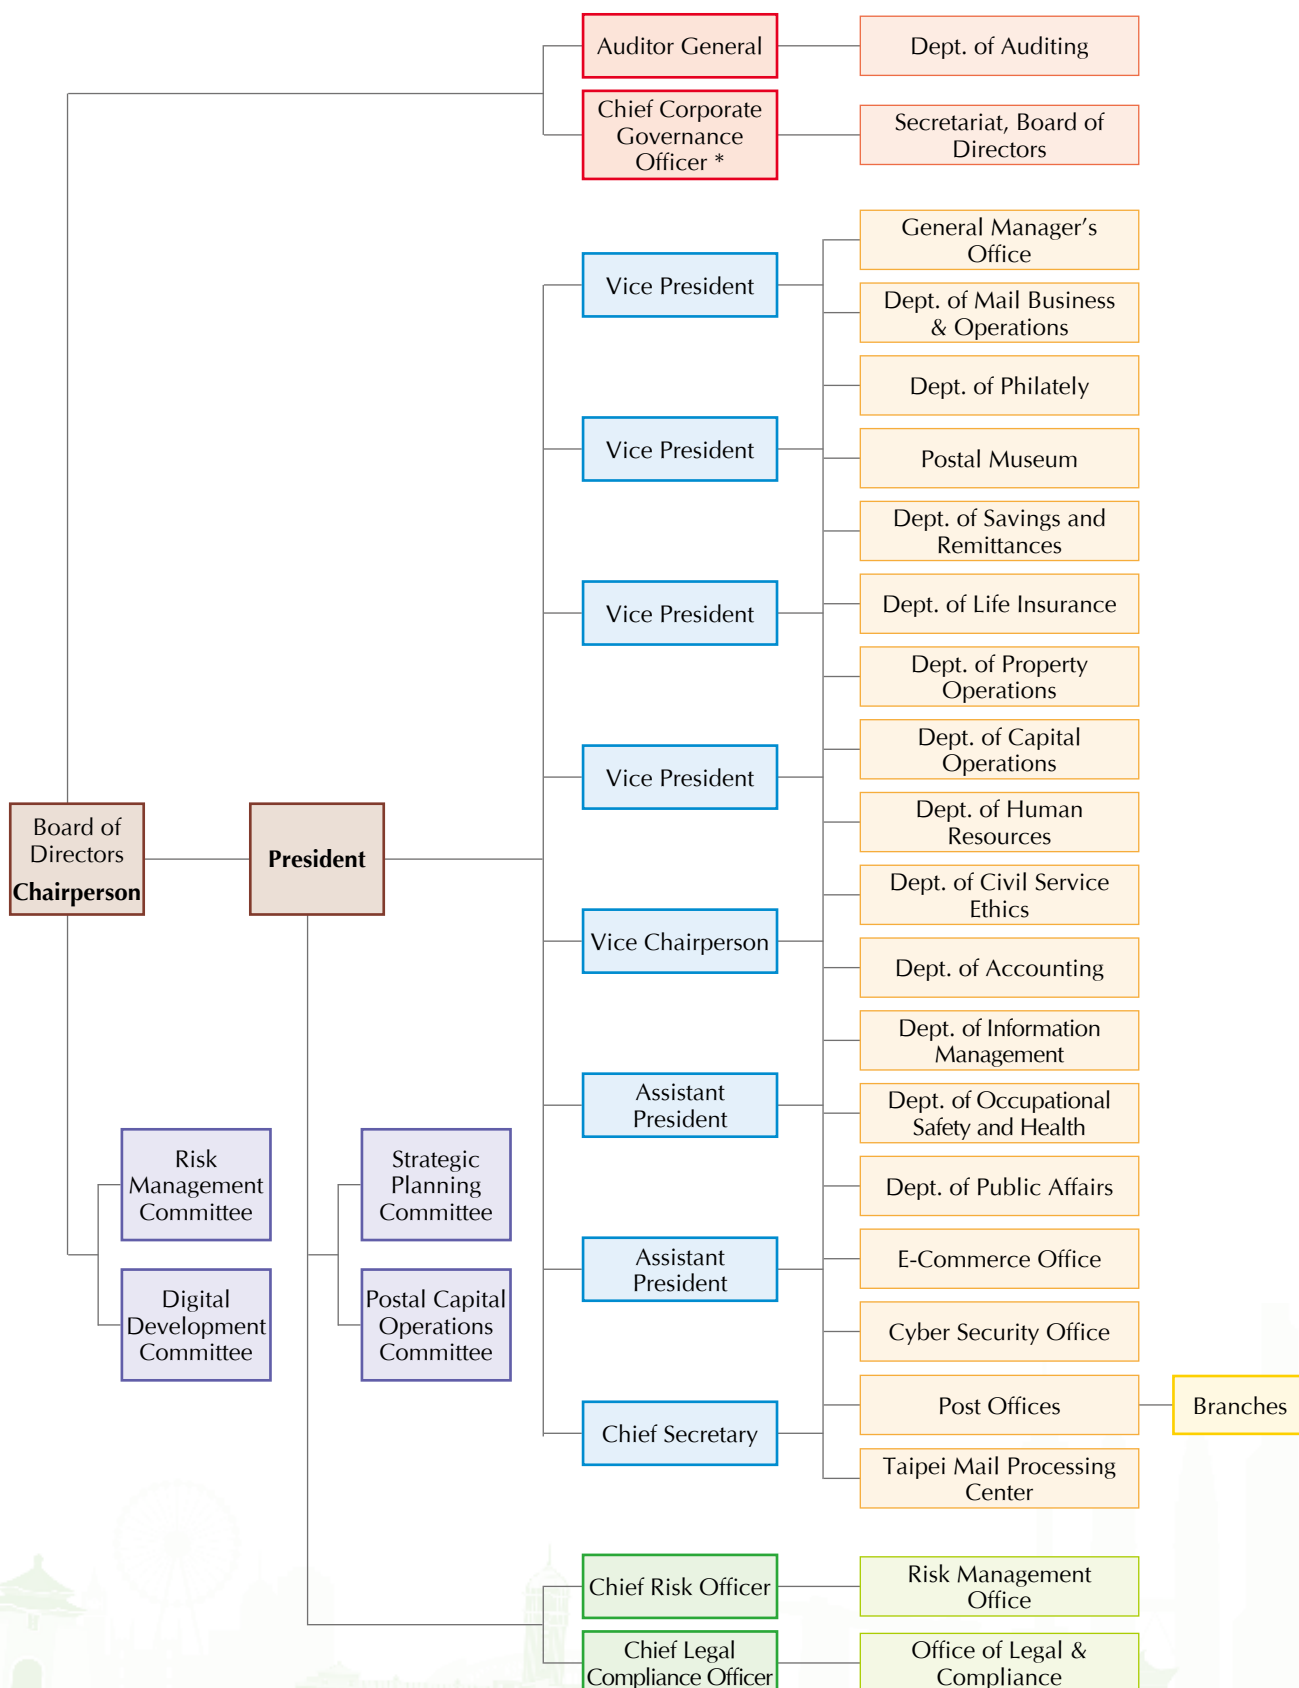 Auditor General
Dept. of Auditing
Chief Corporate
Governance
Officer *
Secretariat, Board of
Directors
General Manager’s
Office
Vice President
Dept. of Mail Business
& Operations
Dept. of Philately
Vice President
Postal Museum
Dept. of Savings and
Remittances
Vice President
Dept. of Life Insurance
Dept. of Property
Operations
Vice President
Dept. of Capital
Operations
Board of
Directors
Chairperson
President
Dept. of Human
Resources
Dept. of Civil Service
Ethics
Vice Chairperson
Dept. of Accounting
Dept. of Information
Management
Assistant
President
Dept. of Occupational
Safety and Health
Risk
Management
Committee
Strategic
Planning
Committee
Dept. of Public Affairs
Assistant
President
E-Commerce Office
Digital
Development
Committee
Postal Capital
Operations
Committee
Cyber Security Office
Post Offices
Branches
Chief Secretary
Taipei Mail Processing
Center
Chief Risk Officer
Risk Management
Office
Chief Legal
Compliance Officer
Office of Legal &
Compliance